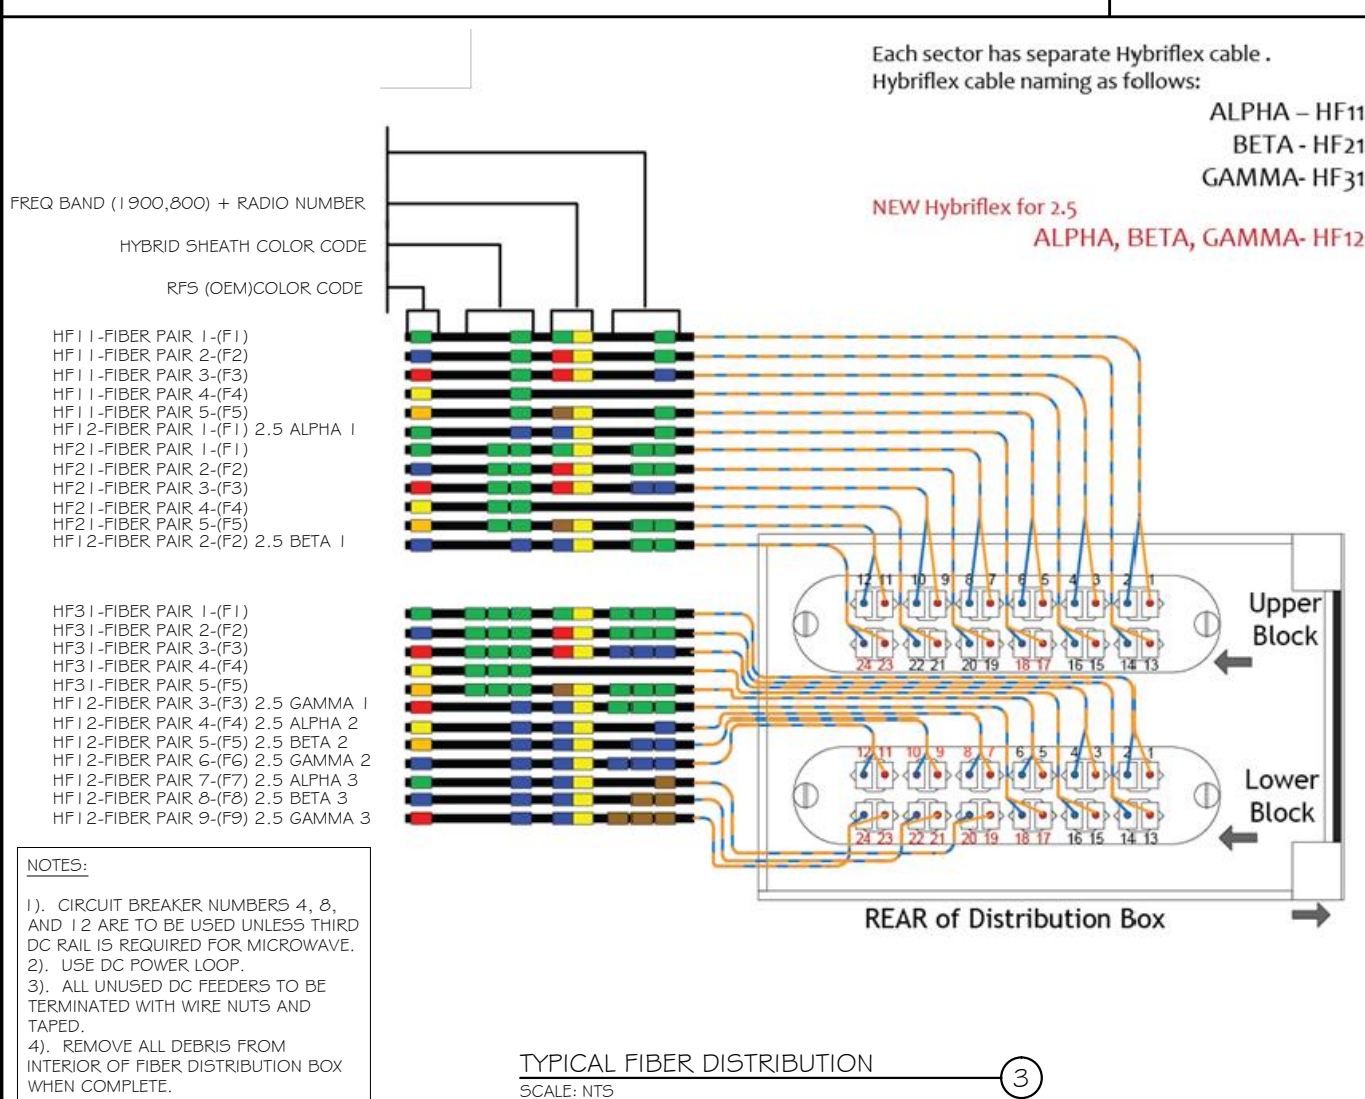 Each sector has separate Hybriflex cable .
Hybriflex cable naming as follows:
ALPHA – HF11
BETA - HF21
GAMMA- HF31
NEW Hybriflex for 2.5
ALPHA, BETA, GAMMA- HF12
FREQ BAND (1900,800) + RADIO NUMBER
HYBRID SHEATH COLOR CODE
RFS (OEM)COLOR CODE
HF11-FIBER PAIR 1-(F1)
HF11-FIBER PAIR 2-(F2)
HF11-FIBER PAIR 3-(F3)
HF11-FIBER PAIR 4-(F4)
HF11-FIBER PAIR 5-(F5)
HF12-FIBER PAIR 1-(F1) 2.5 ALPHA 1
HF21-FIBER PAIR 1-(F1)
HF21-FIBER PAIR 2-(F2)
HF21-FIBER PAIR 3-(F3)
HF21-FIBER PAIR 4-(F4)
HF21-FIBER PAIR 5-(F5)
HF12-FIBER PAIR 2-(F2) 2.5 BETA 1
HF31-FIBER PAIR 1-(F1)
HF31-FIBER PAIR 2-(F2)
HF31-FIBER PAIR 3-(F3)
HF31-FIBER PAIR 4-(F4)
HF31-FIBER PAIR 5-(F5)
HF12-FIBER PAIR 3-(F3) 2.5 GAMMA 1
HF12-FIBER PAIR 4-(F4) 2.5 ALPHA 2
HF12-FIBER PAIR 5-(F5) 2.5 BETA 2
HF12-FIBER PAIR 6-(F6) 2.5 GAMMA 2
HF12-FIBER PAIR 7-(F7) 2.5 ALPHA 3
HF12-FIBER PAIR 8-(F8) 2.5 BETA 3
HF12-FIBER PAIR 9-(F9) 2.5 GAMMA 3
12 11 10 9 8 7 6 5 4 3 2 1
24 23 22 21 20 19 18 17 16 15 14 13
Upper
Block
12 11 10 9 8 7 6 5 4 3 2 1
24 23 22 21 20 19 18 17 16 15 14 13
Lower
Block
REAR of Distribution Box
NOTES:
1). CIRCUIT BREAKER NUMBERS 4, 8,
AND 12 ARE TO BE USED UNLESS THIRD
DC RAIL IS REQUIRED FOR MICROWAVE.
2). USE DC POWER LOOP.
3). ALL UNUSED DC FEEDERS TO BE
TERMINATED WITH WIRE NUTS AND
TAPED.
4). REMOVE ALL DEBRIS FROM
INTERIOR OF FIBER DISTRIBUTION BOX
WHEN COMPLETE.
TYPICAL FIBER DISTRIBUTION
SCALE: NTS
3